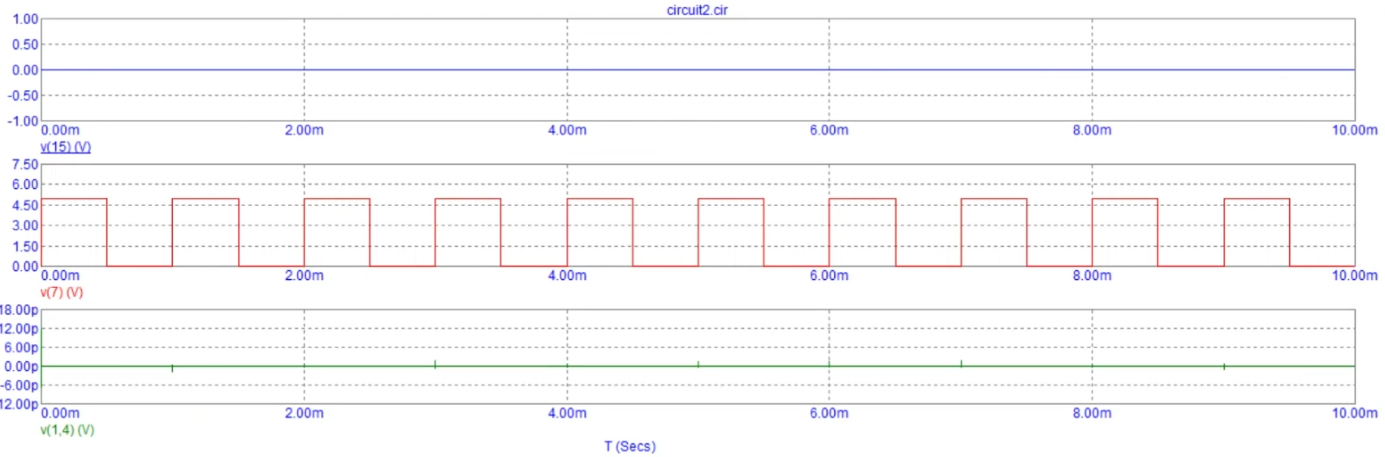 circuit2.cir
1.00
0.50
0.00
-0.50
-1.00
0.00m 2.00m 4.00m 6.00m 8.00m 10.00m
v(15) (V)
7.50
6.00
4.50
3.00
1.50
0.00
0.00m 2.00m 4.00m 6.00m 8.00m 10.00m
v(7) (V)
18.00p
12.00p
6.00p
0.00p
-6.00p
12.00p
0.00m 2.00m 4.00m 6.00m 8.00m 10.00m
v(1,4) (V)
T (Secs)